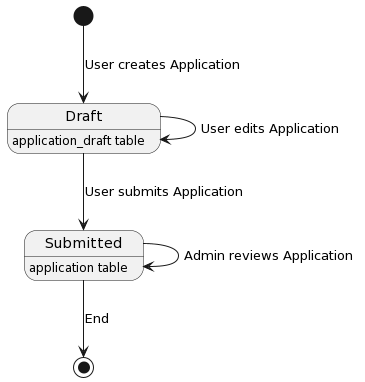 User creates Application
Draft
application_draft table
User edits Application
User submits Application
Submitted
application table
Admin reviews Application
End